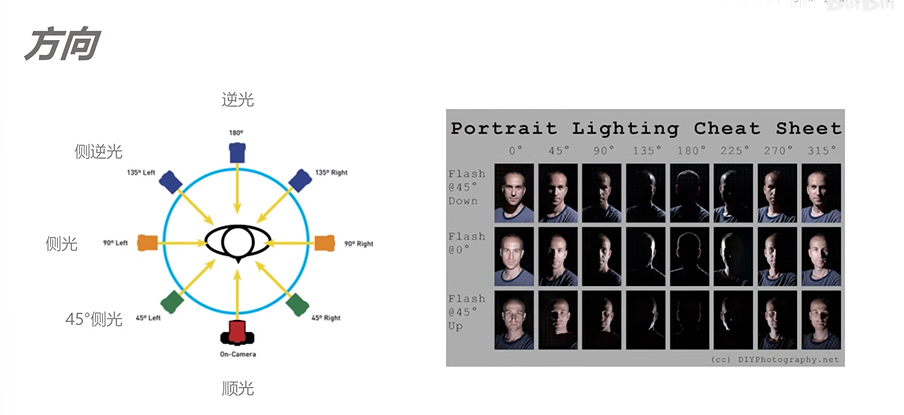 方向
逆光
180°
侧逆光
135° Left
135° Right
侧光
90° Left
90° Right
45°侧光
45° Left
45° Right
On-Camera
顺光
Portrait Lighting Cheat Sheet
0° 45° 90° 135° 180° 225° 270° 315°
Flash
@45°
Down
Flash
@0°
Flash
@45°
Up
(cc) DIYPhotography.net